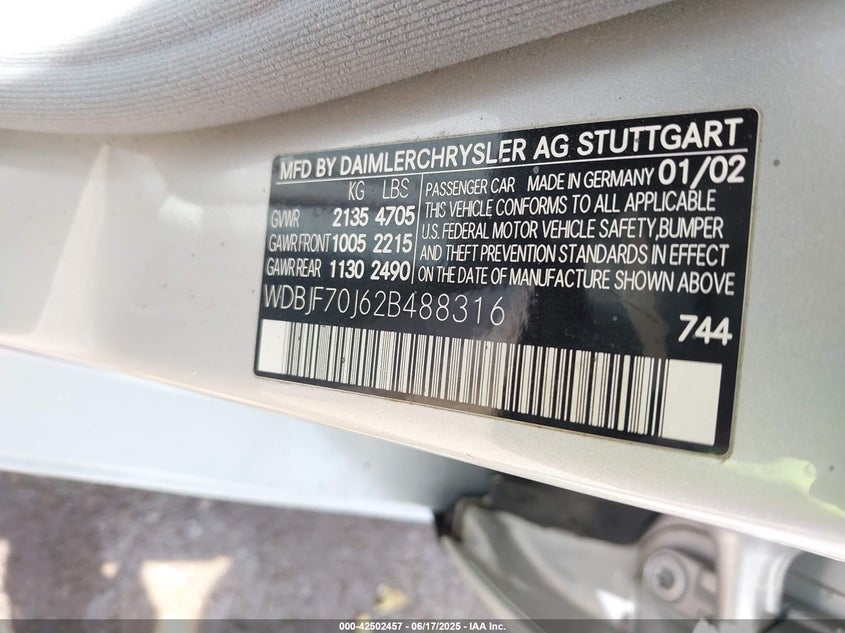 MFD BY DAIMLERCHRYSLER AG STUTTGART
KG LBS
GVWR 2135 4705
GAWR FRONT 1005 2215
GAWR REAR 1130 2490
PASSENGER CAR MADE IN GERMANY 01/02
THIS VEHICLE CONFORMS TO ALL APPLICABLE
U.S. FEDERAL MOTOR VEHICLE SAFETY, BUMPER
AND THEFT PREVENTION STANDARDS IN EFFECT
ON THE DATE OF MANUFACTURE SHOWN ABOVE
WDBJF70J62B488316
744
000-42502457 - 06/17/2025 - IAA Inc.